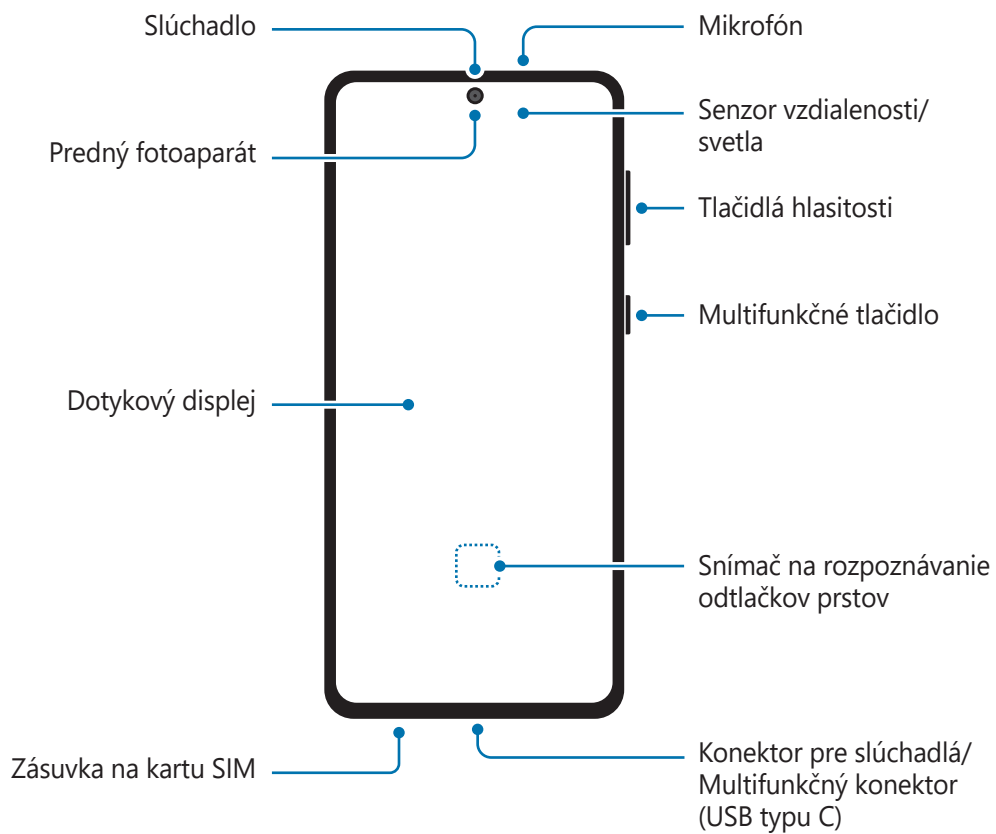 Slúchadlo
Mikrofón
Predný fotoaparát
Senzor vzdialenosti/
svetla
Tlačidlá hlasitosti
Multifunkčné tlačidlo
Dotykový displej
Snímač na rozpoznávanie
odtlačkov prstov
Zásuvka na kartu SIM
Konektor pre slúchadlá/
Multifunkčný konektor
(USB typu C)